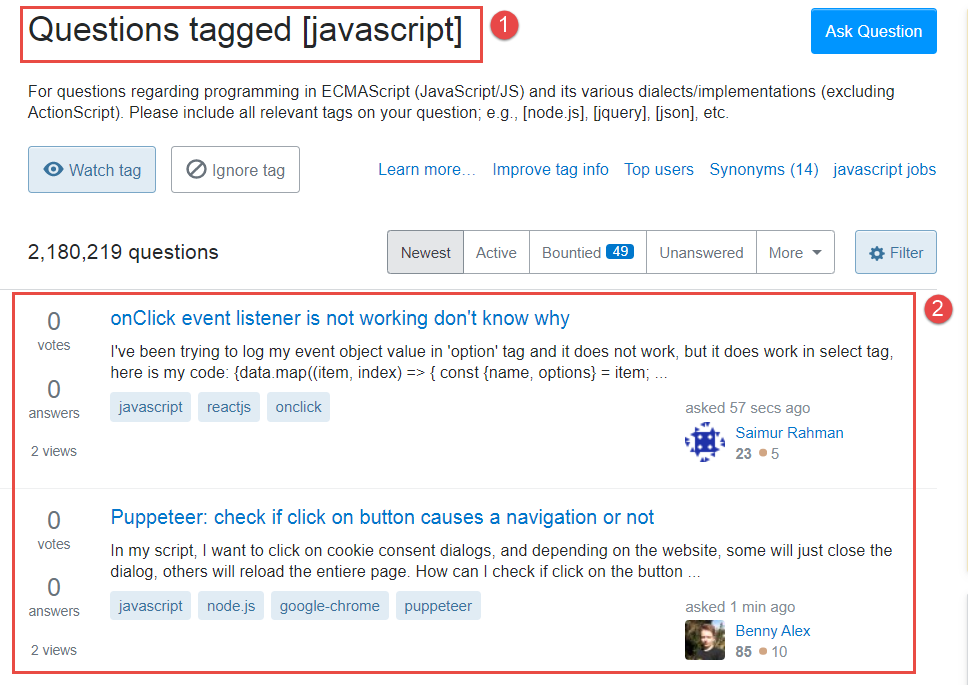 Questions tagged [javascript]
1
Ask Question
For questions regarding programming in ECMAScript (JavaScript/JS) and its various dialects/implementations (excluding
ActionScript). Please include all relevant tags on your question; e.g., [node.js], [jquery], [json], etc.
Watch tag
Ignore tag
Learn more…
Improve tag info
Top users
Synonyms (14)
javascript jobs
2,180,219 questions
Newest
Active
Bountied 49
Unanswered
More
Filter
2
0
votes
0
answers
2 views
onClick event listener is not working don't know why
I've been trying to log my event object value in 'option' tag and it does not work, but it does work in select tag,
here is my code: {data.map((item, index) => { const {name, options} = item; ...
javascript
reactjs
onclick
asked 57 secs ago
Saimur Rahman
23 5
0
votes
0
answers
2 views
Puppeteer: check if click on button causes a navigation or not
In my script, I want to click on cookie consent dialogs, and depending on the website, some will just close the
dialog, others will reload the entiere page. How can I check if click on the button ...
javascript
node.js
google-chrome
puppeteer
asked 1 min ago
Benny Alex
85 10